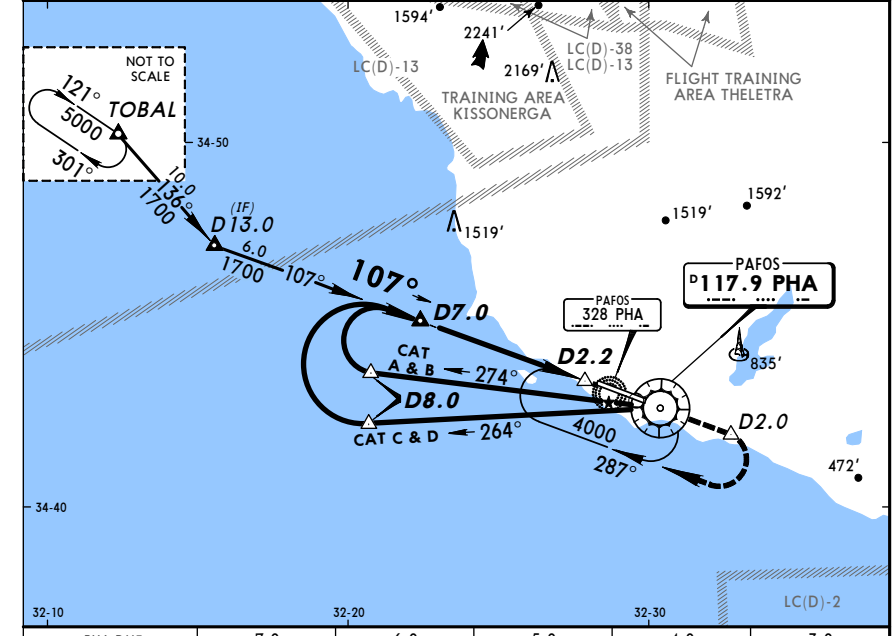 1594'
2241'
LC(D)-38
LC(D)-13
LC(D)-13
2169'
FLIGHT TRAINING
AREA THELETRA
TRAINING AREA
KISSONERGA
NOT TO
SCALE
121°
TOBAL
5000
301°
34-50
10.0
136°
1700
(IF)
D13.0
6.0
1700
107°
107°
1519'
1519'
1592'
PAFOS
D117.9 PHA
PAFOS
328 PHA
D7.0
D2.2
835'
CAT
A & B
274°
D8.0
CAT C & D
264°
4000
287°
D2.0
472'
34-40
LC(D)-2
32-10
32-20
32-30